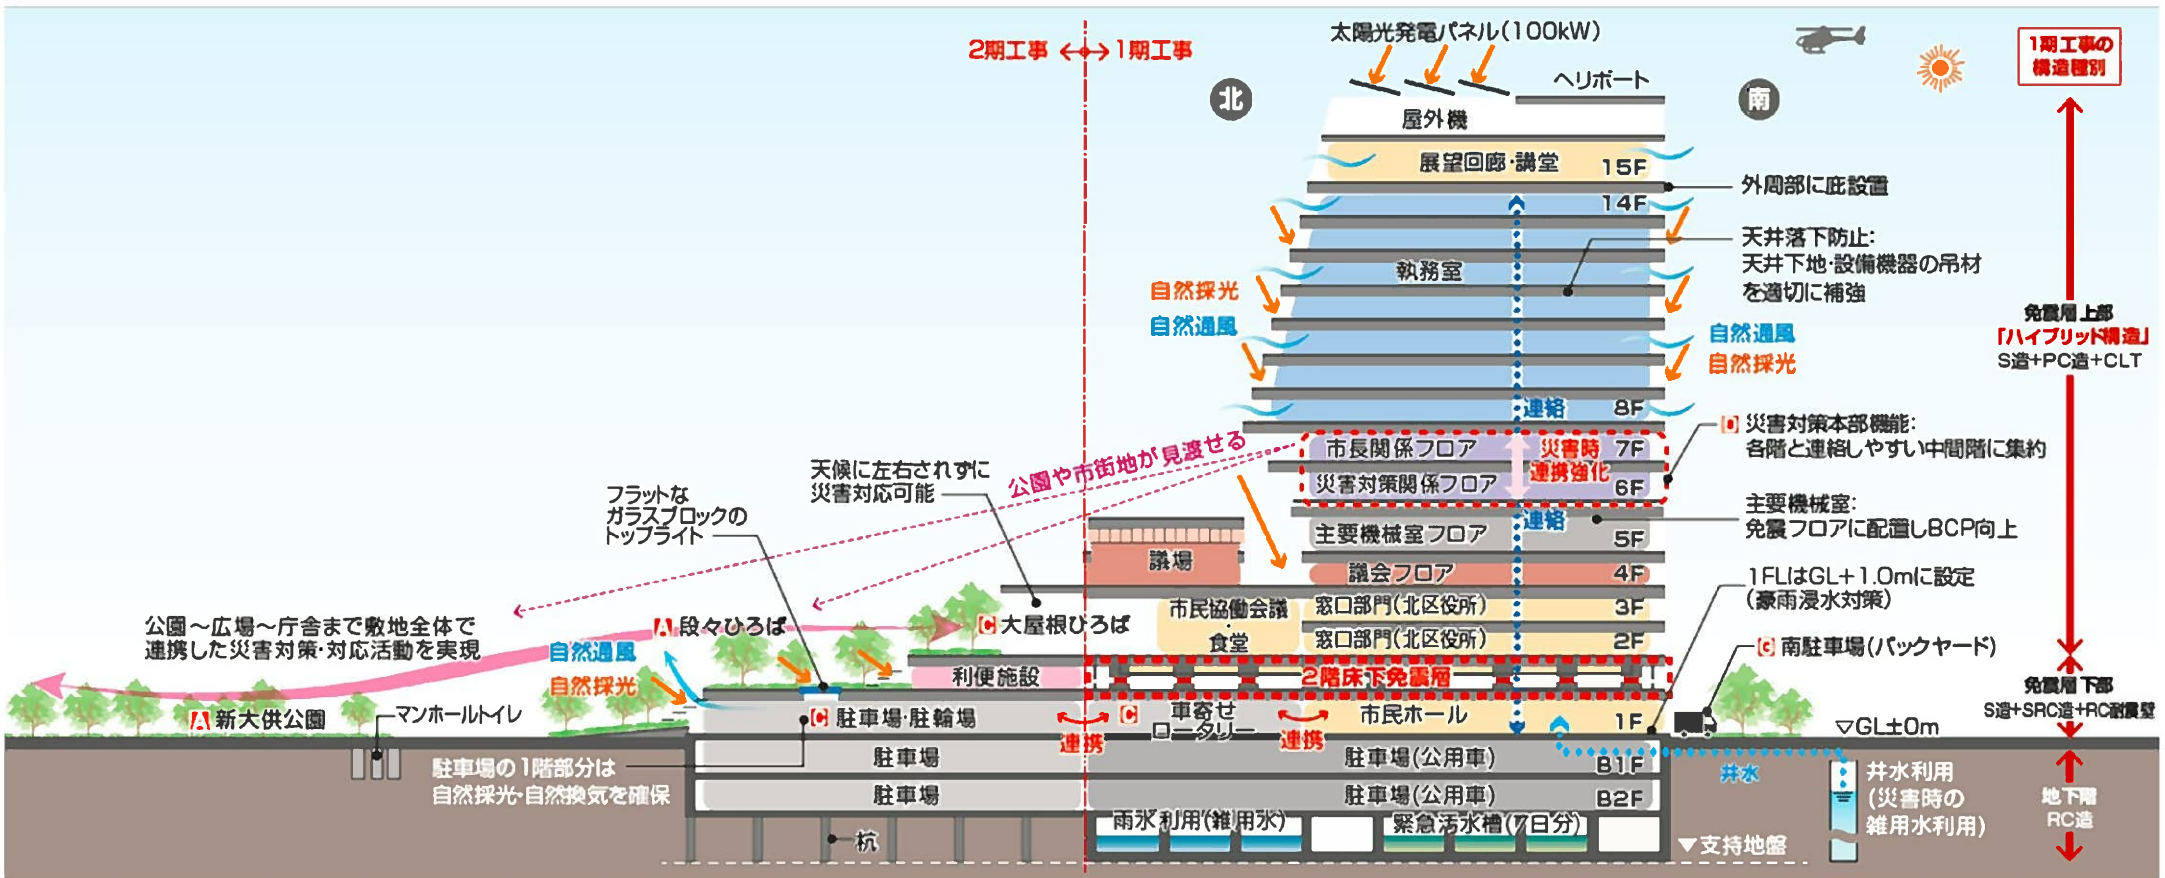 2期工事
1期工事
太陽光発電パネル(100kW)
ヘリポート
北
南
1期工事の
構造種別
屋外機
展望回廊・講堂
15F
外周部に庇設置
14F
天井落下防止:
天井下地・設備機器の吊材
を適切に補強
執務室
自然採光
自然通風
自然通風
自然採光
免震層上部
「ハイブリッド構造」
S造+PC造+CLT
連絡
8F
市長関係フロア
災害時
連携強化
7F
災害対策関係フロア
6F
D 災害対策本部機能:
各階と連絡しやすい中間階に集約
公園や市街地が見渡せる
天候に左右されずに
災害対応可能
フラットな
ガラスブロックの
トップライト
連絡
主要機械室フロア
5F
主要機械室:
免震フロアに配置しBCP向上
議場
議会フロア
4F
1FLはGL+1.0mに設定
(豪雨浸水対策)
市民協働会議
・
食堂
窓口部門(北区役所)
3F
窓口部門(北区役所)
2F
公園〜広場〜庁舎まで敷地全体で
連携した災害対策・対応活動を実現
A 段々ひろば
C 大屋根ひろば
自然通風
自然採光
利便施設
2階床下免震層
C 南駐車場(バックヤード)
免震層下部
S造+SRC造+RC耐震壁
A 新大供公園
マンホールトイレ
C 駐車場・駐輪場
連携
C 車寄せ
ロータリー
連携
市民ホール
1F
▽GL±0m
駐車場の1階部分は
自然採光・自然換気を確保
駐車場
駐車場(公用車)
B1F
井水
井水利用
(災害時の
雑用水利用)
駐車場
駐車場(公用車)
B2F
地下階
RC造
杭
雨水利用(雑用水)
緊急汚水槽(7日分)
▼支持地盤